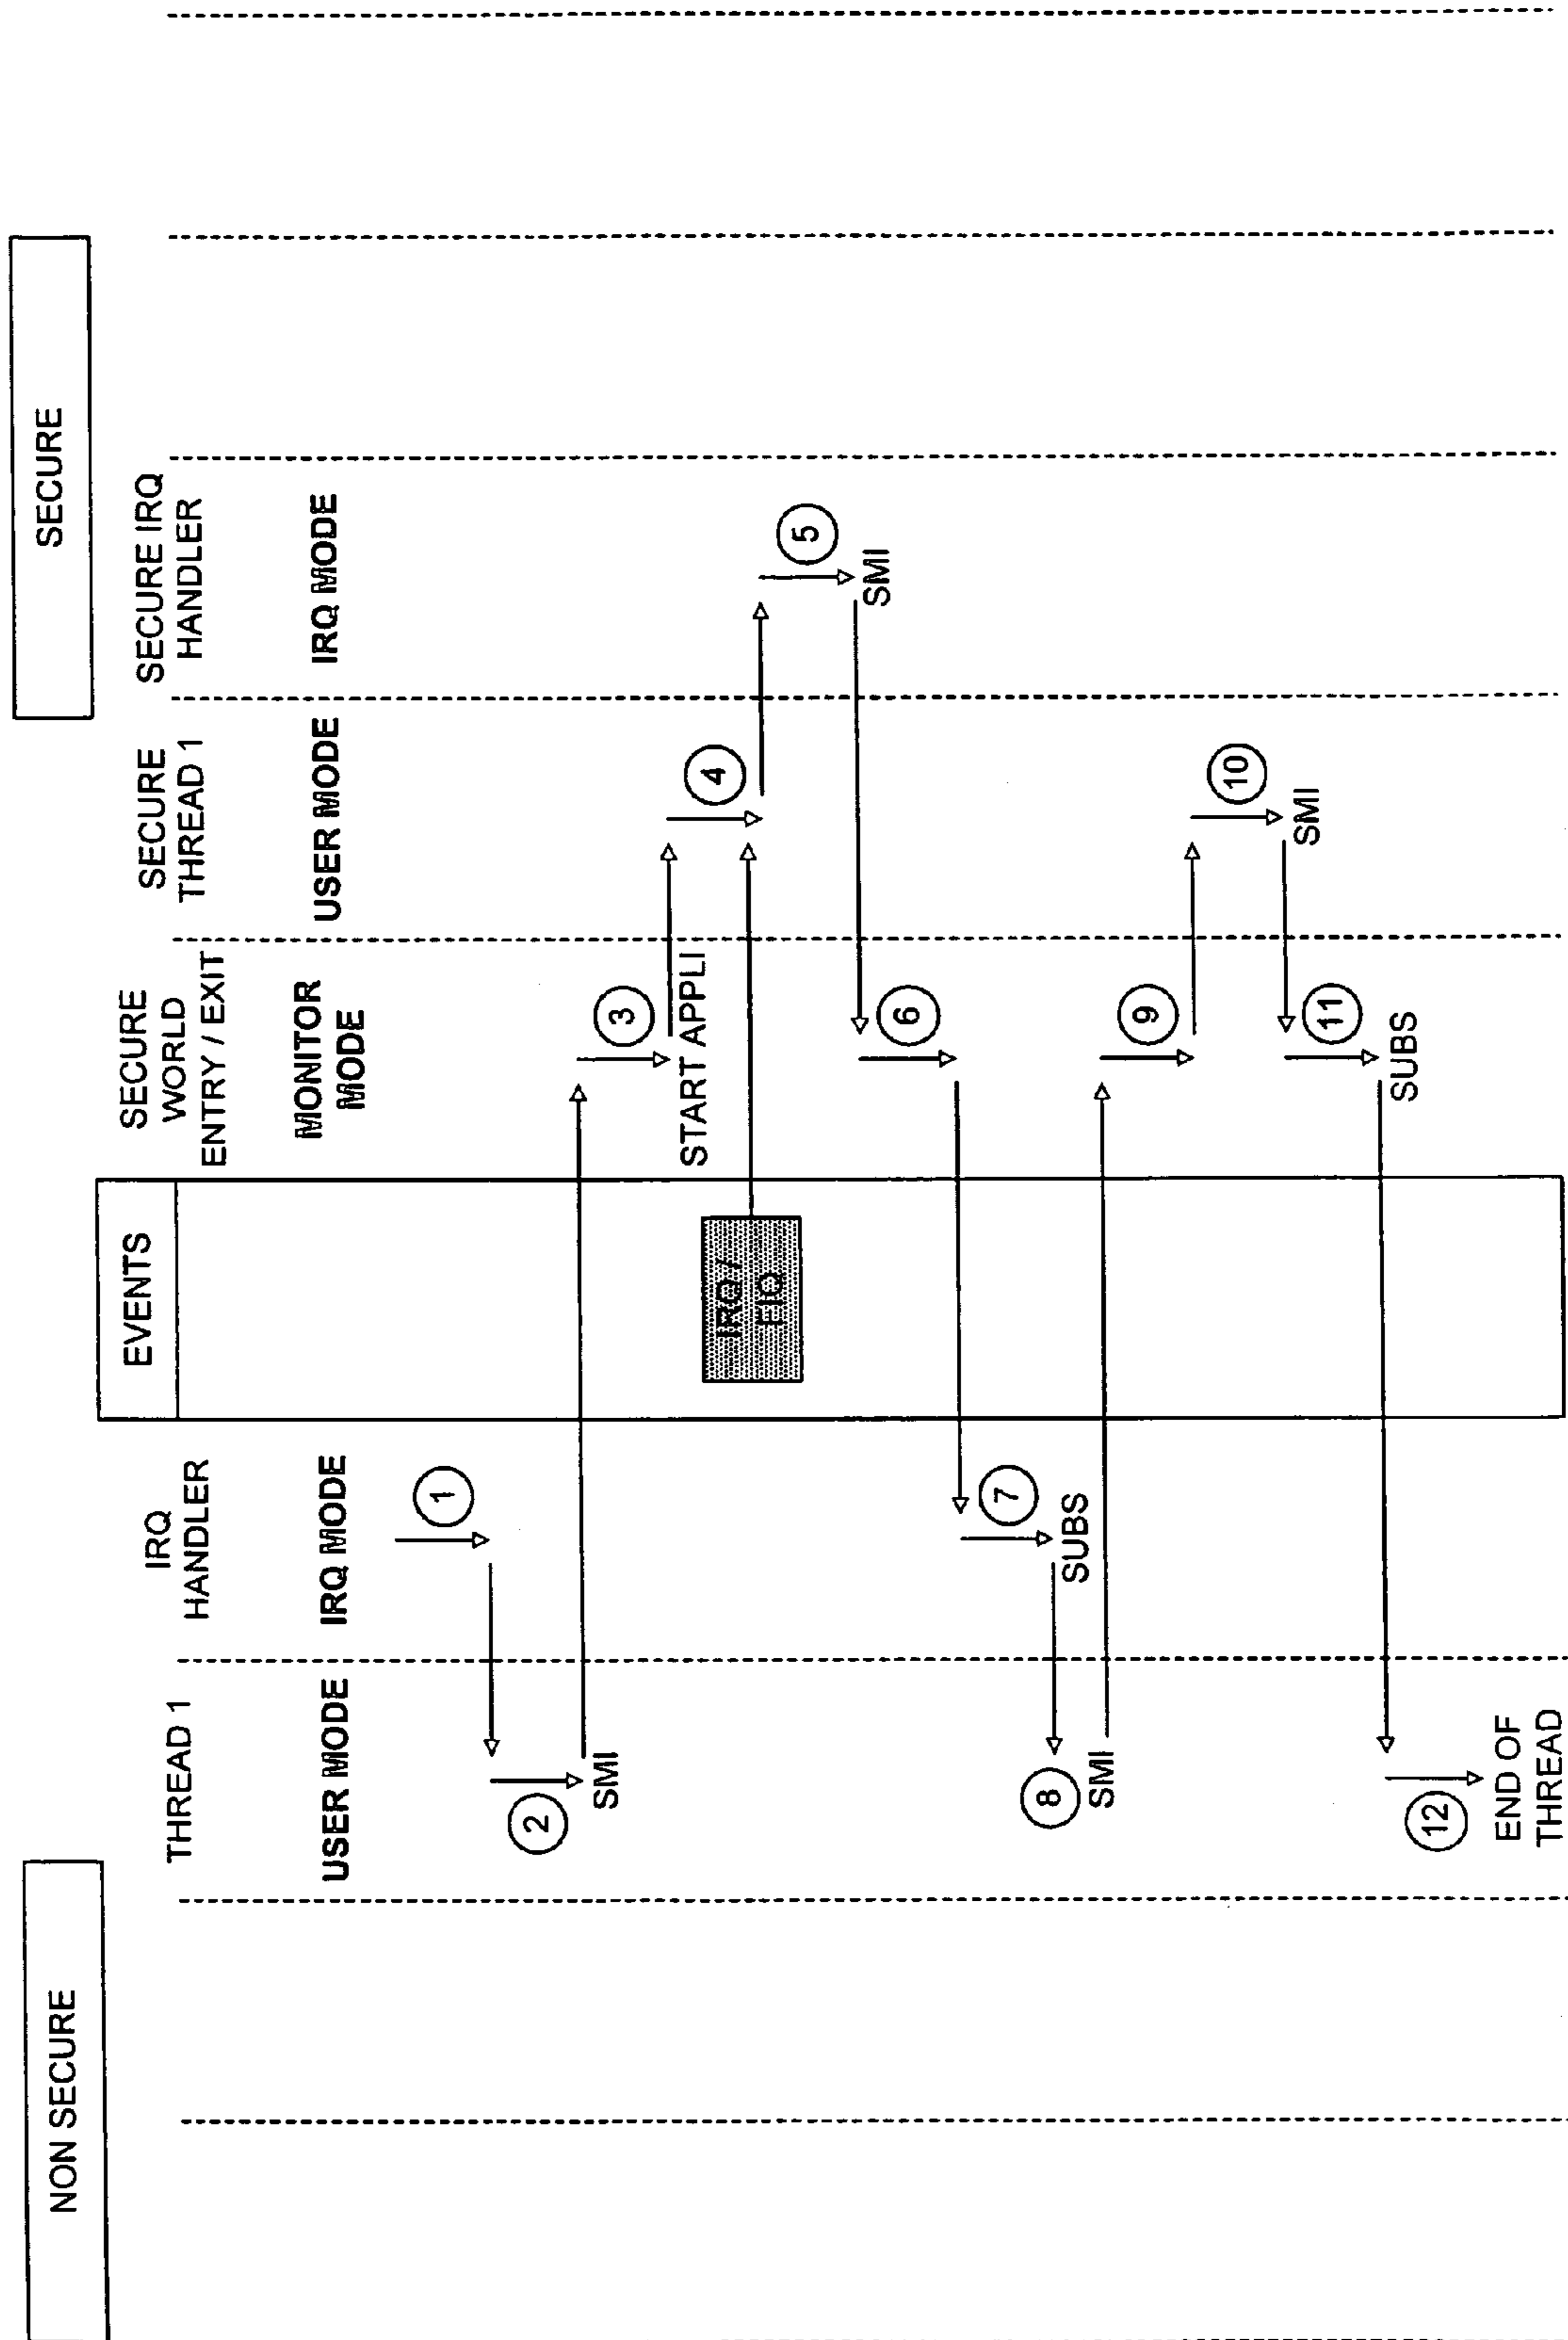 NON SECURE
SECURE
THREAD 1
IRQ
HANDLER
EVENTS
SECURE
WORLD
ENTRY / EXIT
SECURE
THREAD 1
SECURE IRQ
HANDLER
USER MODE
IRQ MODE
MONITOR
MODE
USER MODE
IRQ MODE
1
2
SMI
3
START APPLI
IRQ /
FIQ
4
5
SMI
6
7
SUBS
8
SMI
9
10
SMI
11
SUBS
12
END OF
THREAD